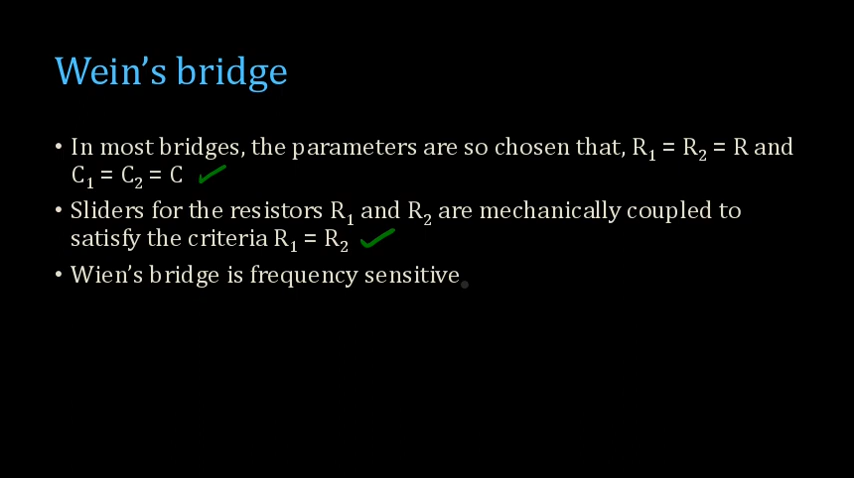 Wein’s bridge
• In most bridges, the parameters are so chosen that, R₁ = R₂ = R and
C₁ = C₂ = C
• Sliders for the resistors R₁ and R₂ are mechanically coupled to
satisfy the criteria R₁ = R₂
• Wien’s bridge is frequency sensitive